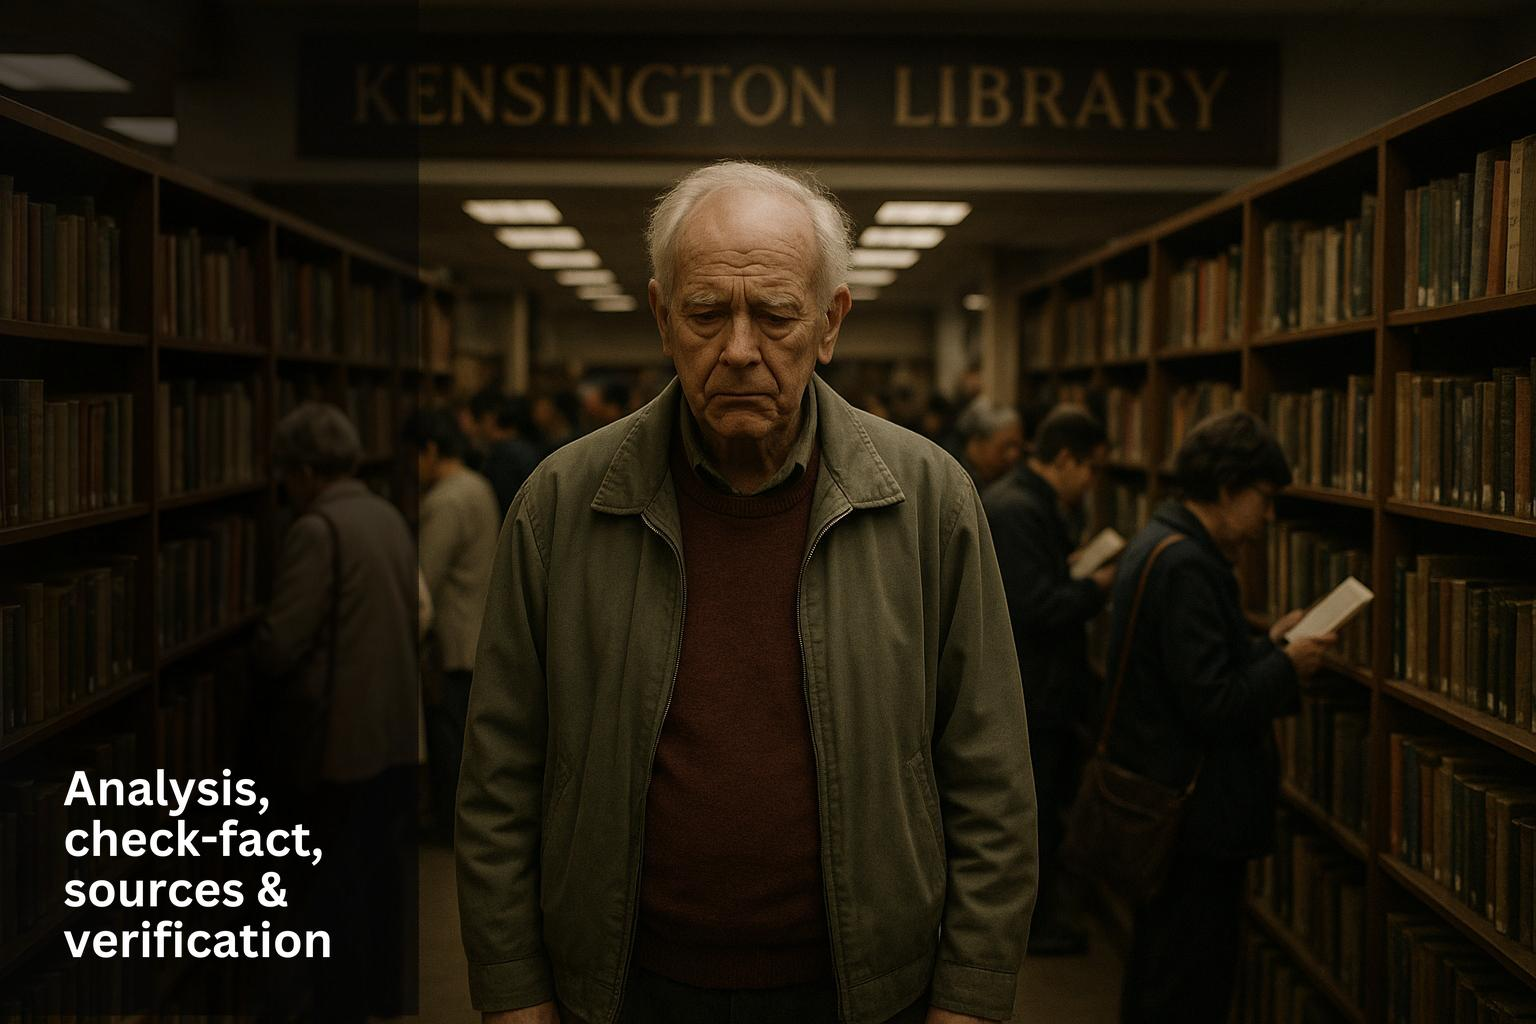 KENSINGTON LIBRARY
Analysis,
check-fact,
sources &
verification